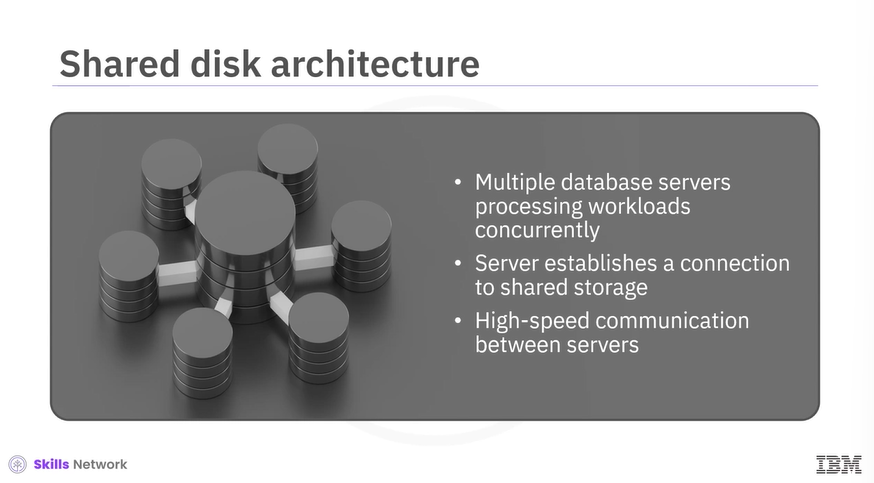 Shared disk architecture
• Multiple database servers
processing workloads
concurrently
• Server establishes a connection
to shared storage
• High-speed communication
between servers
Skills Network
IBM